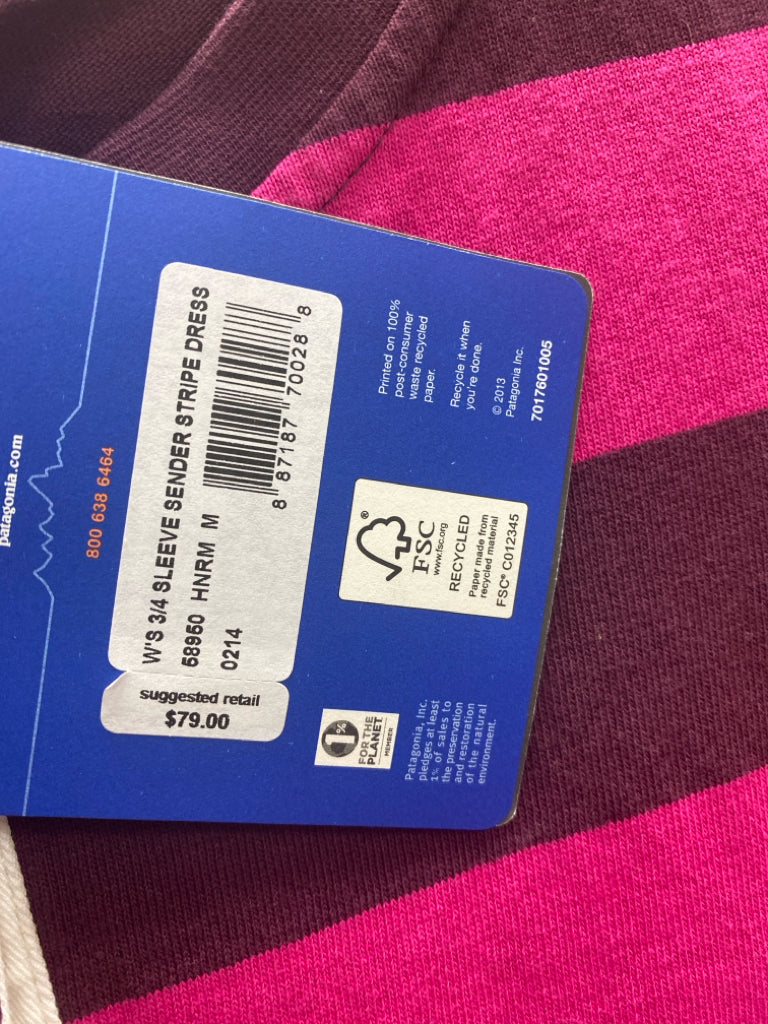 patagonia.com
800 638 6464
W'S 3/4 SLEEVE SENDER STRIPE DRESS
58950 HNRM M
0214
8 87187 70028 8
suggested retail
$79.00
Printed on 100%
post-consumer
waste recycled
paper.
Recycle it when
you're done.
© 2013
Patagonia Inc.
7017601005
®
FSC
www.fsc.org
RECYCLED
Paper made from
recycled material
FSC® C012345
1%
FOR THE
PLANET
MEMBER
Patagonia, Inc.
pledges at least
1% of sales to
the preservation
and restoration
of the natural
environment.